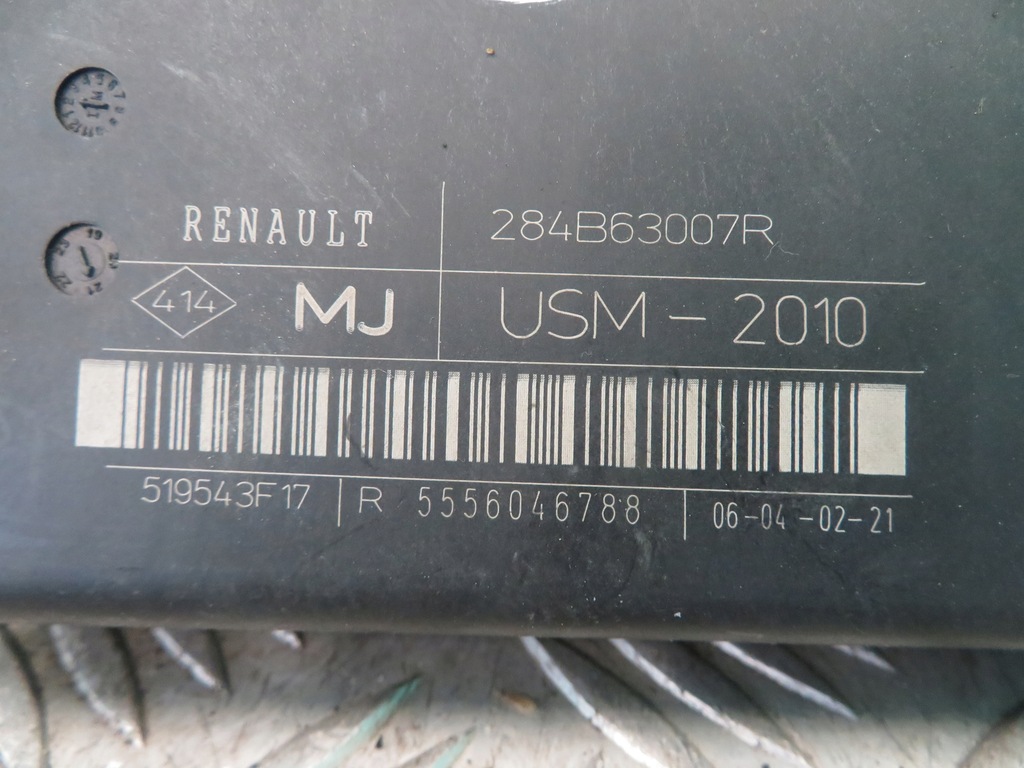 RENAULT 284B63007R
414 MJ USM - 2010
519543F17 R 5556046788 06-04-02-21